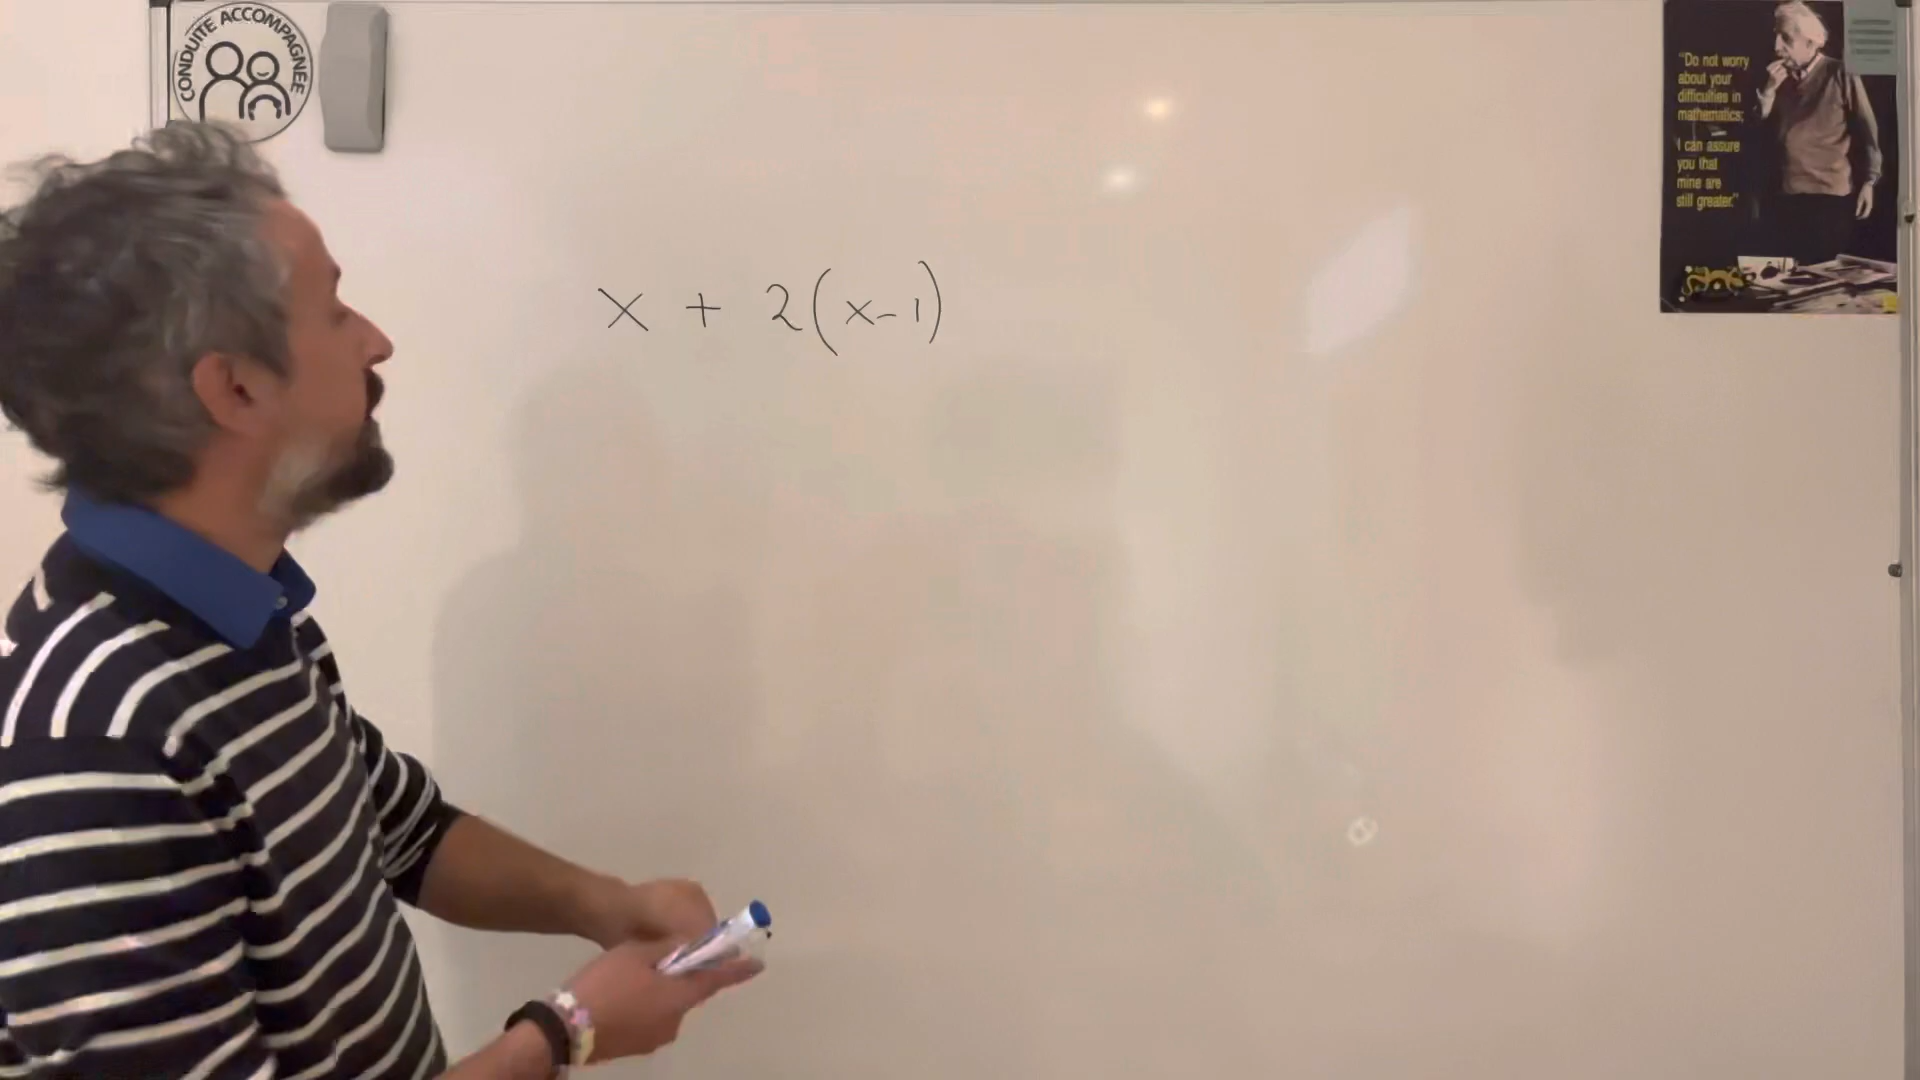 CONDUITE ACCOMPAGNÉE
x + 2(x-1)
"Do not worry
about your
difficulties in
mathematics;
I can assure
you that
mine are
still greater."